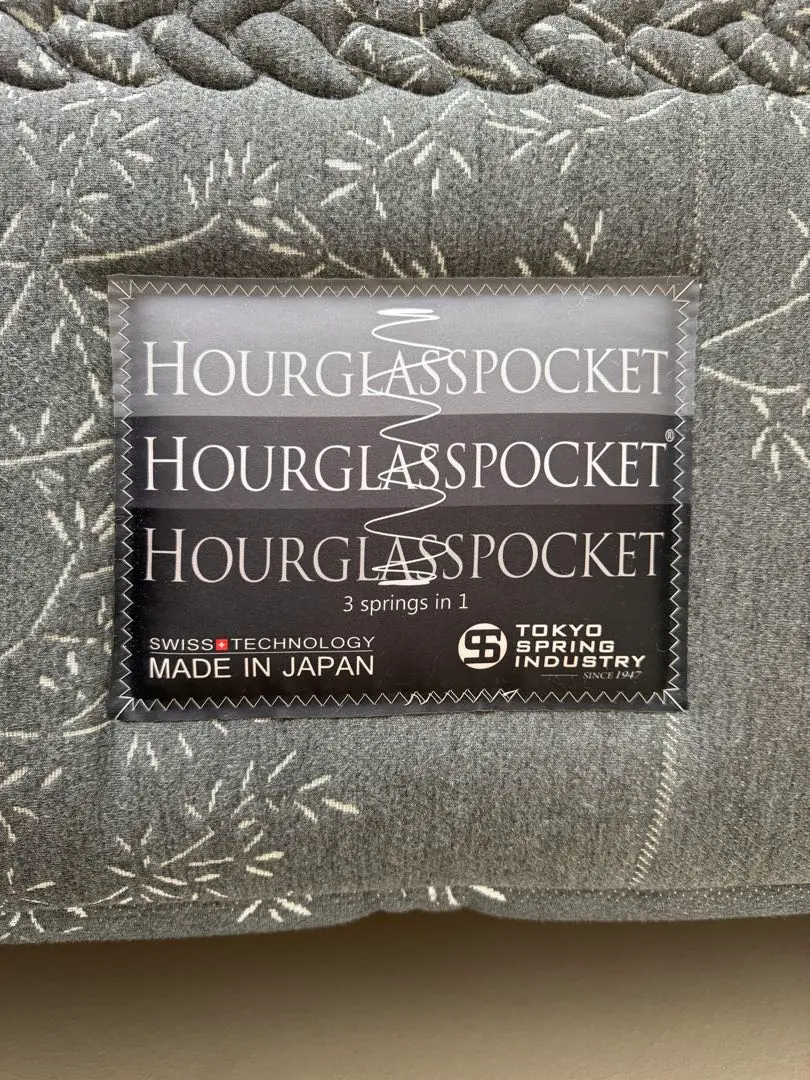 HOURGLASSPOCKET
HOURGLASSPOCKET®
HOURGLASSPOCKET
3 springs in 1
SWISS TECHNOLOGY
MADE IN JAPAN
TOKYO
SPRING
INDUSTRY
SINCE 1947